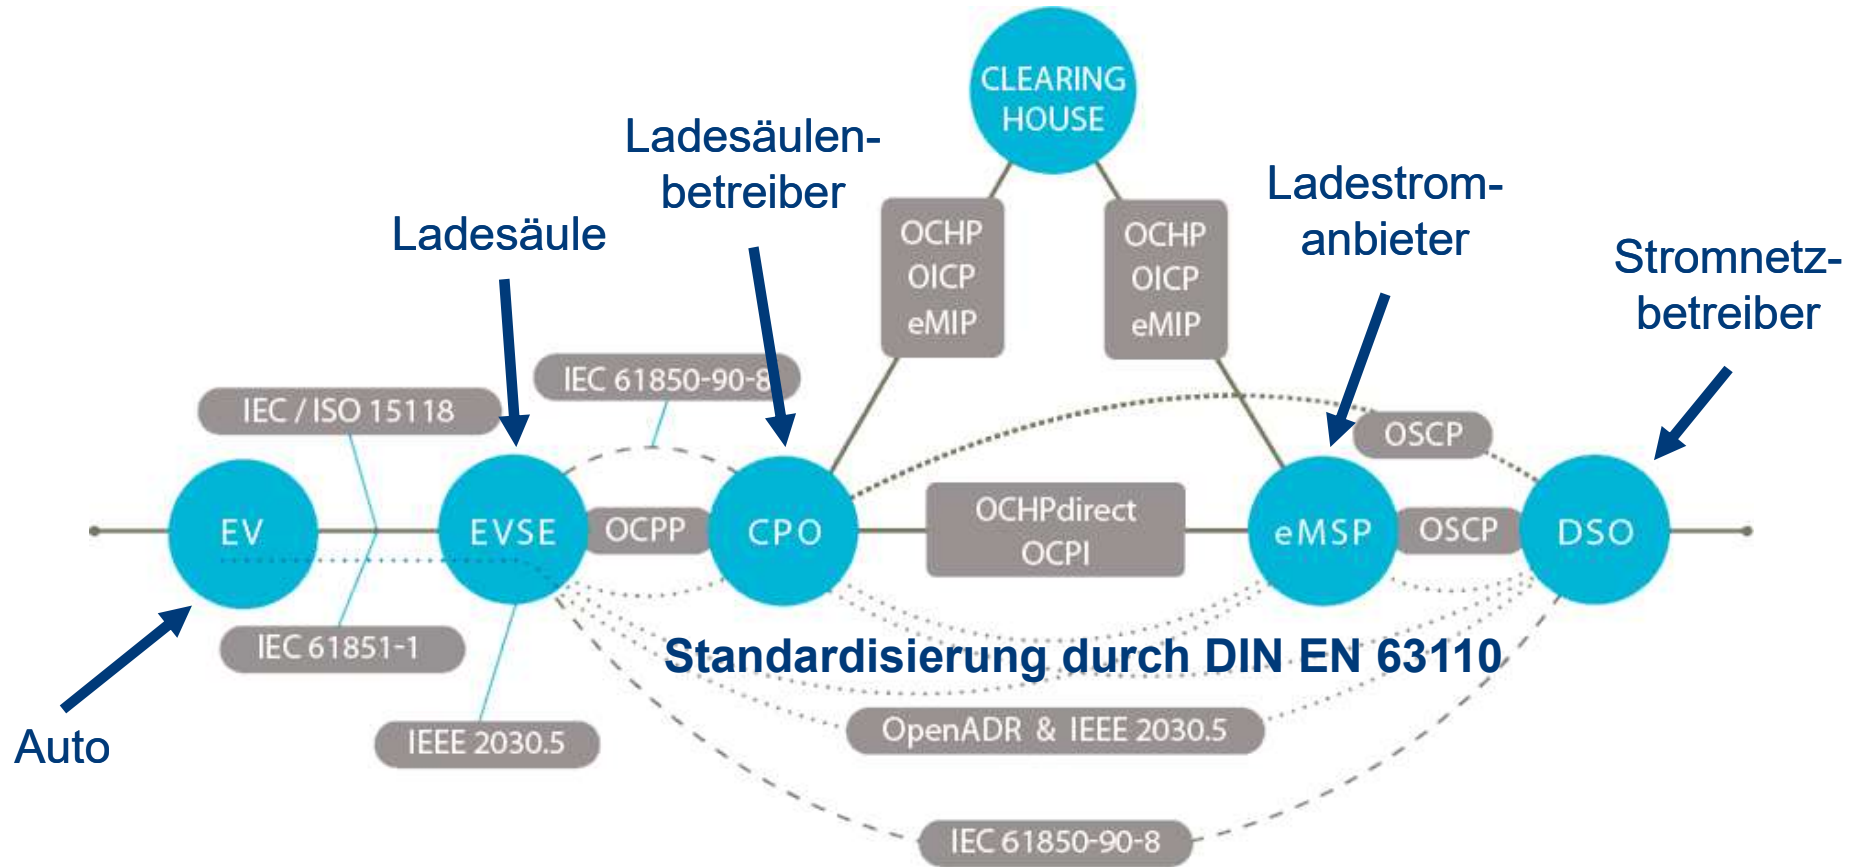 CLEARING
HOUSE
Ladesäulen-
betreiber
Ladestrom-
anbieter
Ladesäule
Stromnetz-
betreiber
OCHP
OICP
eMIP
OCHP
OICP
eMIP
IEC 61850-90-8
IEC / ISO 15118
OSCP
EV
EVSE
OCPP
CPO
OCHPdirect
OCPI
eMSP
OSCP
DSO
IEC 61851-1
Standardisierung durch DIN EN 63110
Auto
IEEE 2030.5
OpenADR & IEEE 2030.5
IEC 61850-90-8